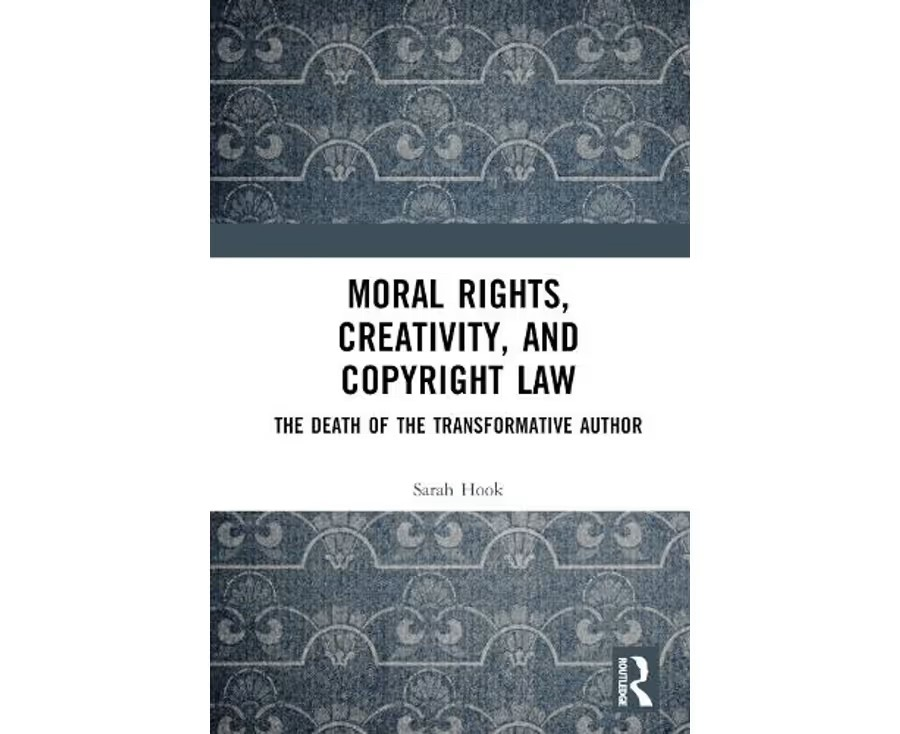 MORAL RIGHTS,
CREATIVITY, AND
COPYRIGHT LAW
THE DEATH OF THE TRANSFORMATIVE AUTHOR
Sarah Hook
ROUTLEDGE